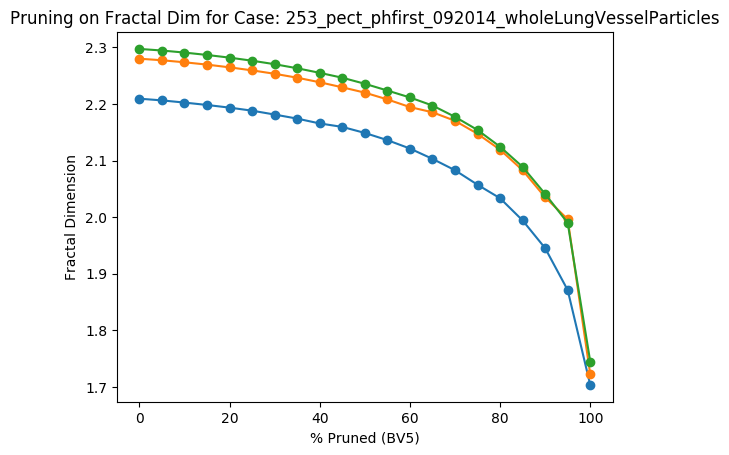 Pruning on Fractal Dim for Case: 253_pect_phfirst_092014_wholeLungVesselParticles
2.3
2.2
2.1
2.0
1.9
1.8
1.7
Fractal Dimension
0 20 40 60 80 100
% Pruned (BV5)